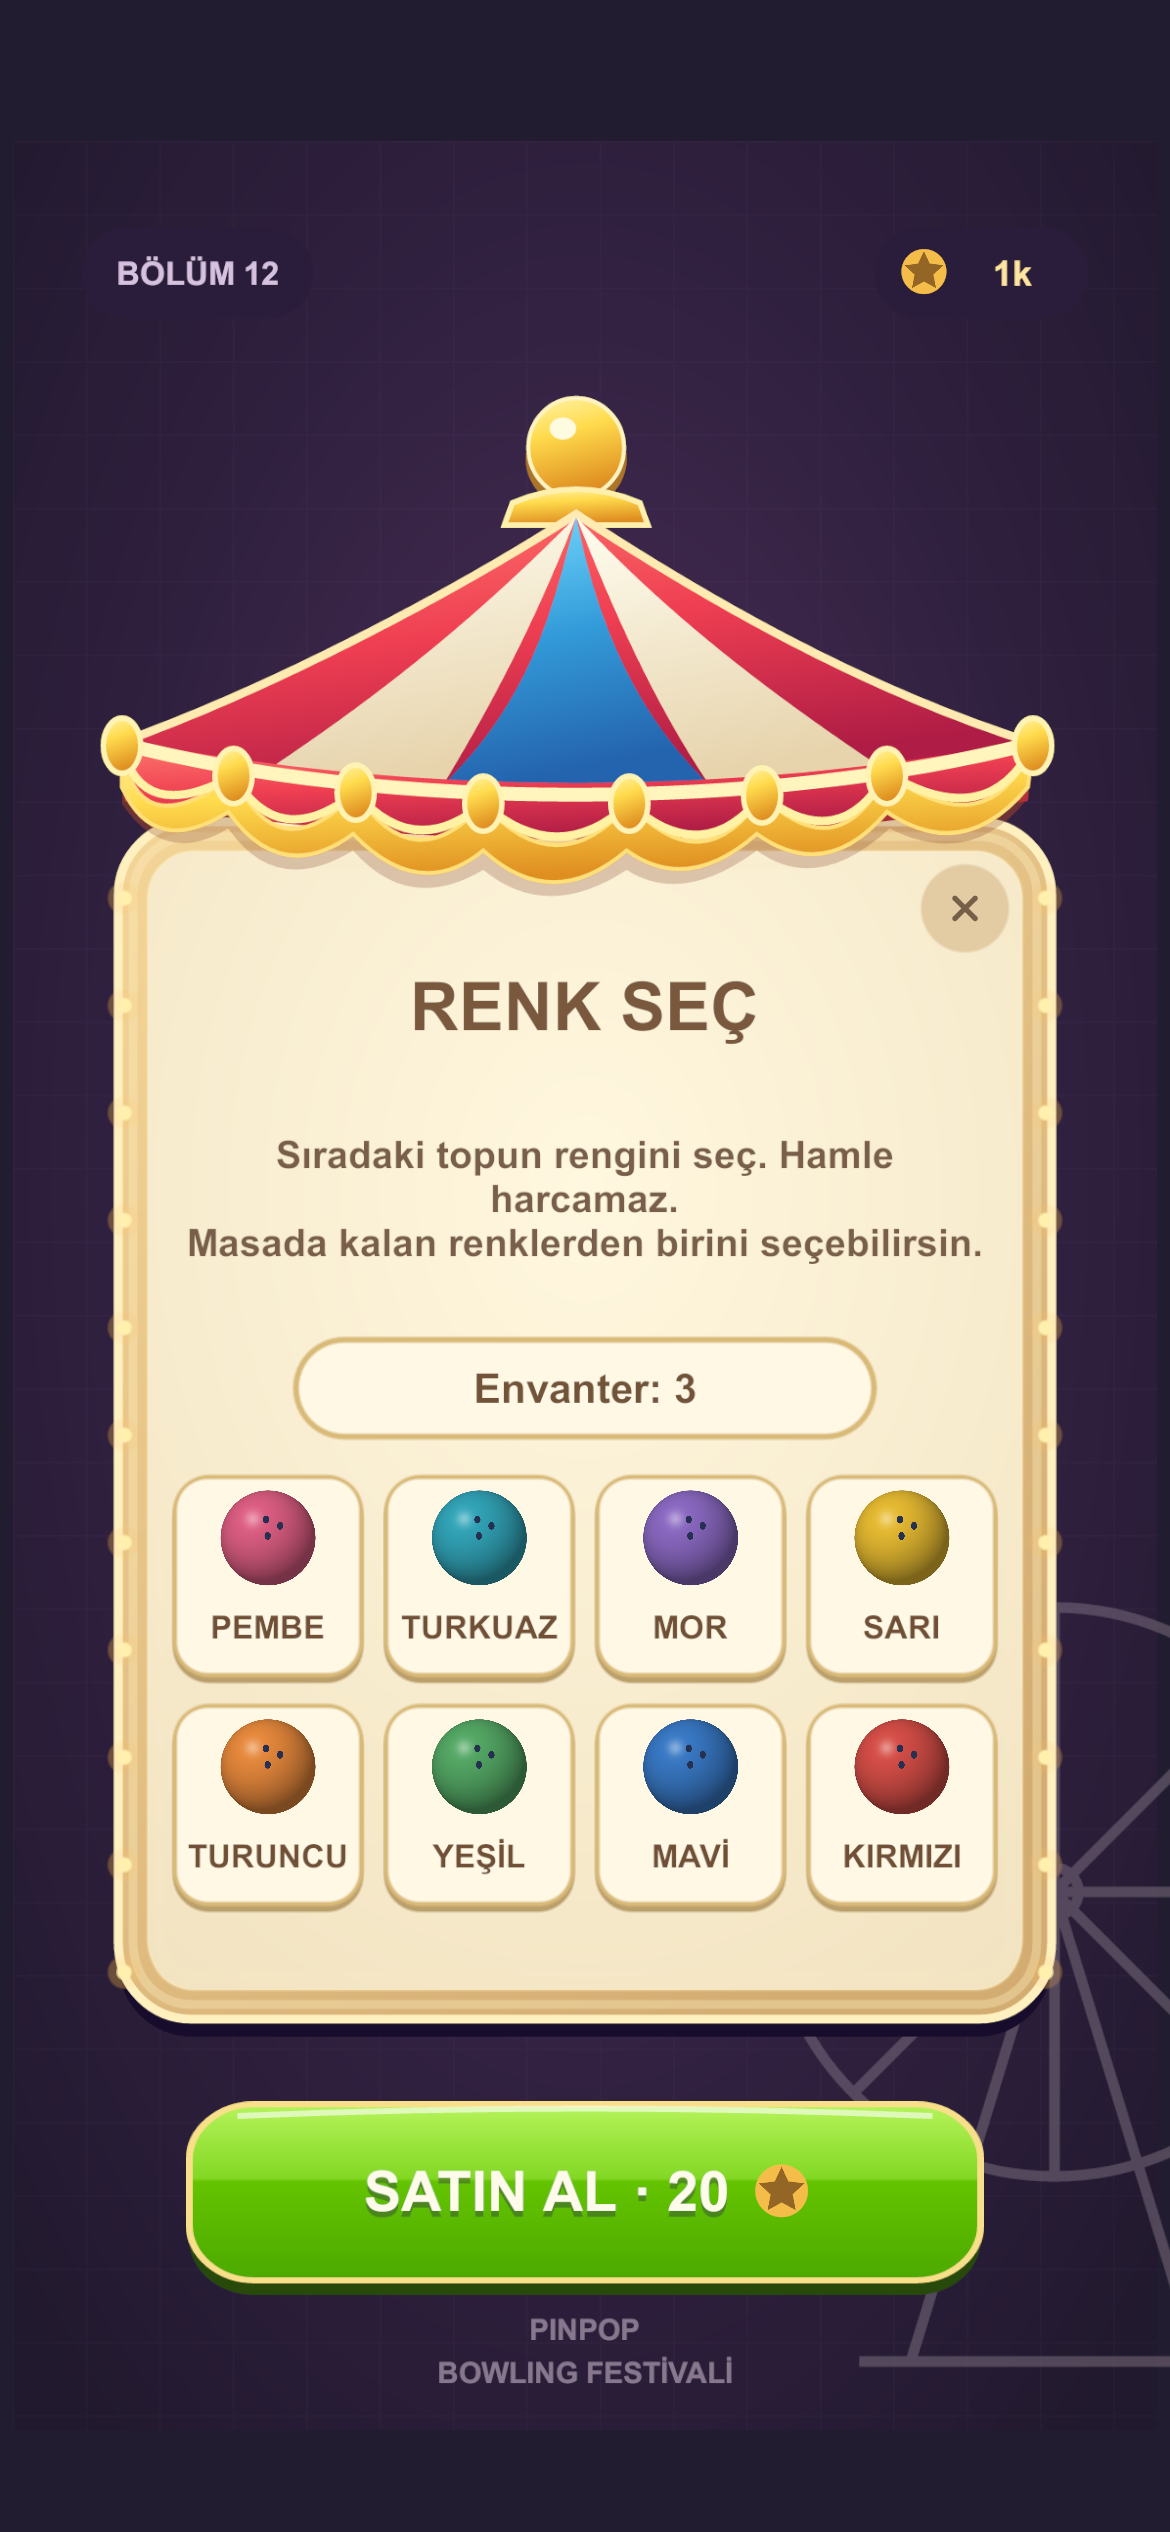 BÖLÜM 12
1k
RENK SEÇ
Sıradaki topun rengini seç. Hamle
harcamaz.
Masada kalan renklerden birini seçebilirsin.
Envanter: 3
PEMBE
TURKUAZ
MOR
SARI
TURUNCU
YEŞİL
MAVİ
KIRMIZI
SATIN AL · 20
PINPOP
BOWLING FESTİVALİ